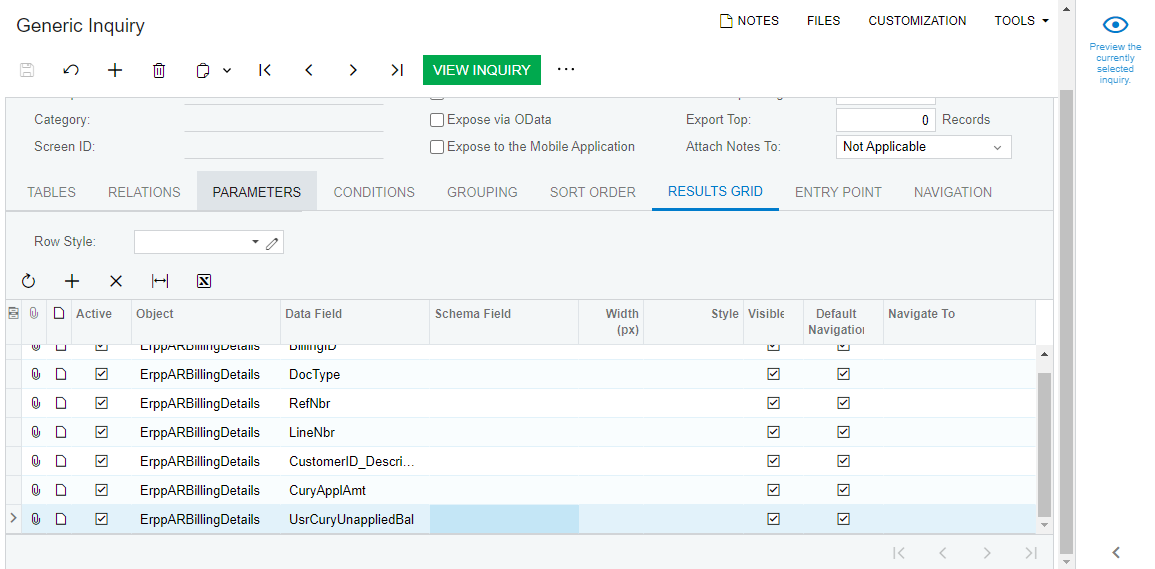 Generic Inquiry
NOTES FILES CUSTOMIZATION TOOLS
VIEW INQUIRY
Preview the
currently
selected
inquiry.
Category:
Expose via OData
Export Top:
0
Records
Screen ID:
Expose to the Mobile Application
Attach Notes To:
Not Applicable
TABLES RELATIONS PARAMETERS CONDITIONS GROUPING SORT ORDER RESULTS GRID ENTRY POINT NAVIGATION
Row Style:
Active Object Data Field Schema Field Width (px) Style Visible Default Navigation Navigate To
ErppARBillingDetails BillingID
ErppARBillingDetails DocType
ErppARBillingDetails RefNbr
ErppARBillingDetails LineNbr
ErppARBillingDetails CustomerID_Descri...
ErppARBillingDetails CuryApplAmt
ErppARBillingDetails UsrCuryUnappliedBal